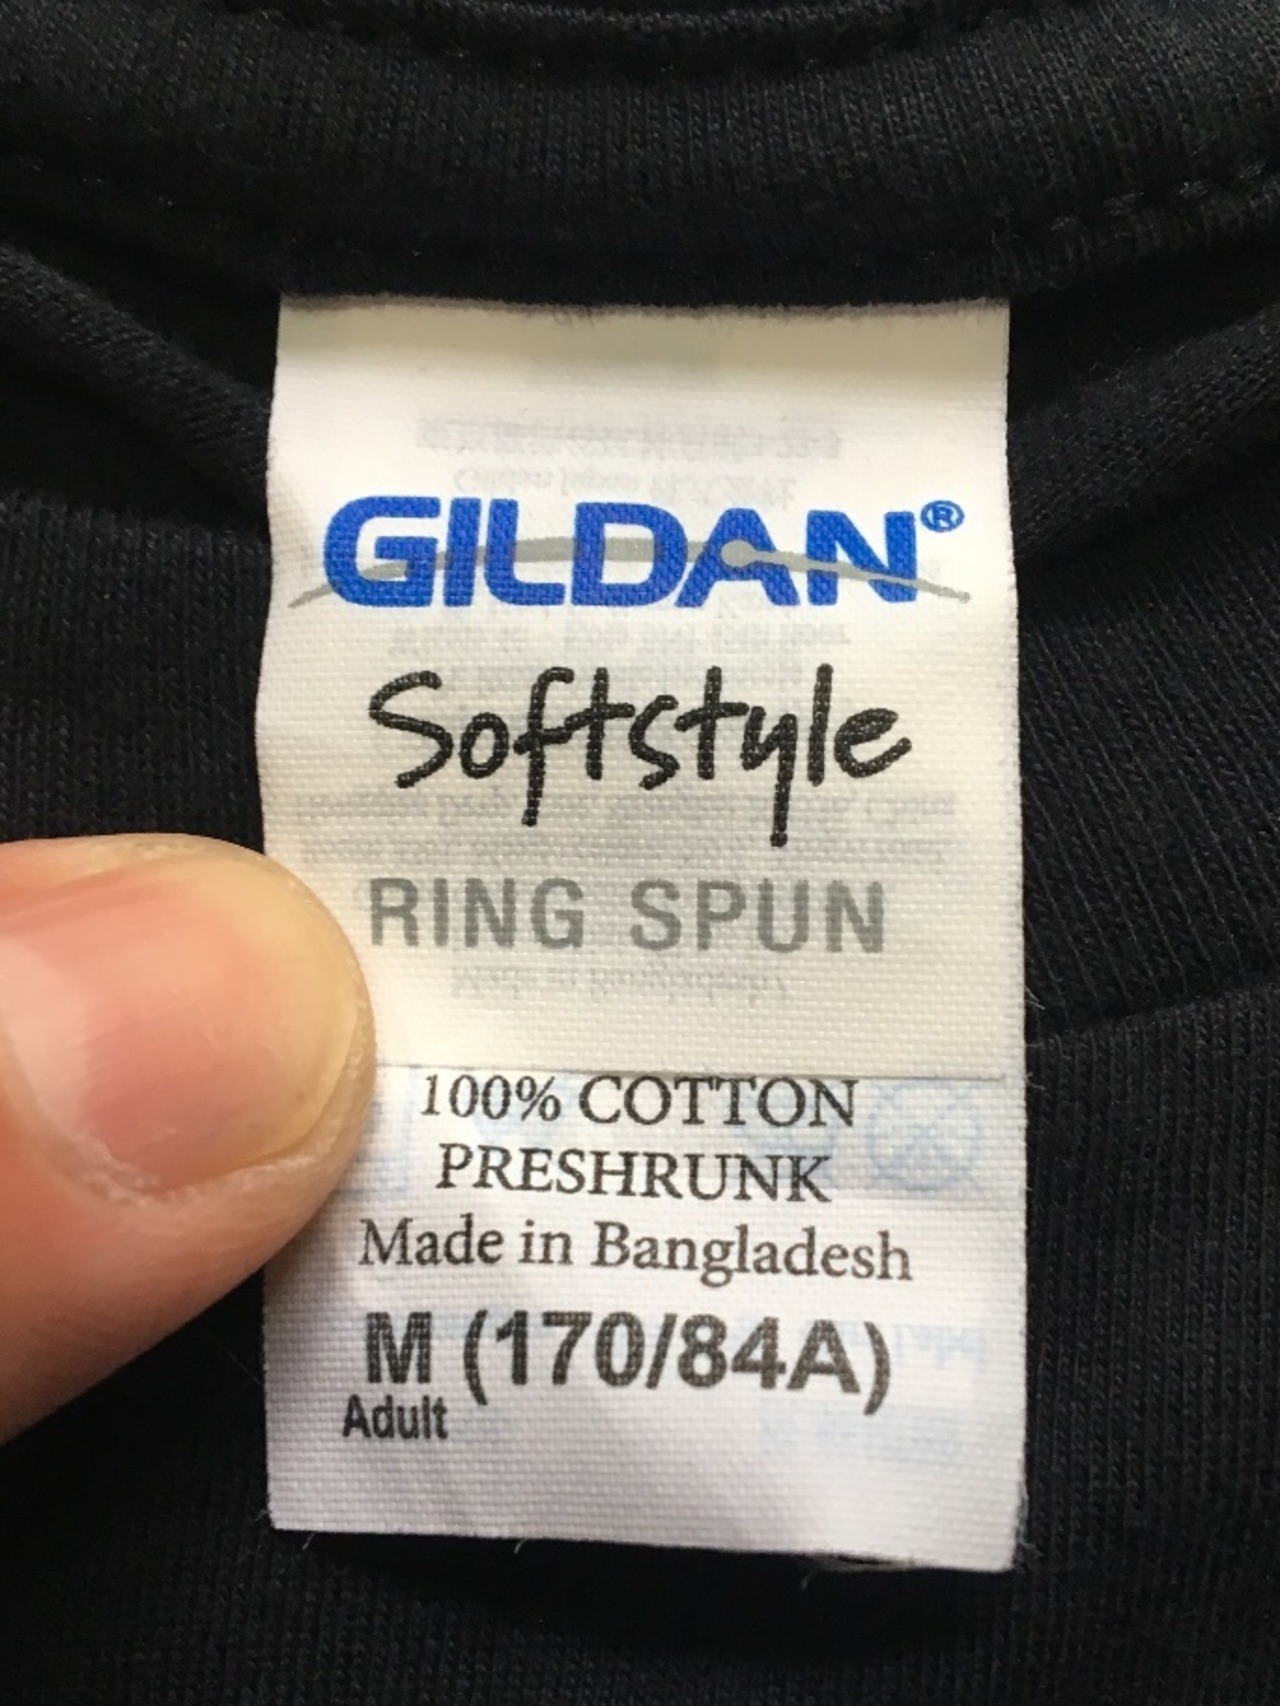 GILDAN®
Softstyle
RING SPUN
100% COTTON
PRESHRUNK
Made in Bangladesh
M (170/84A)
Adult